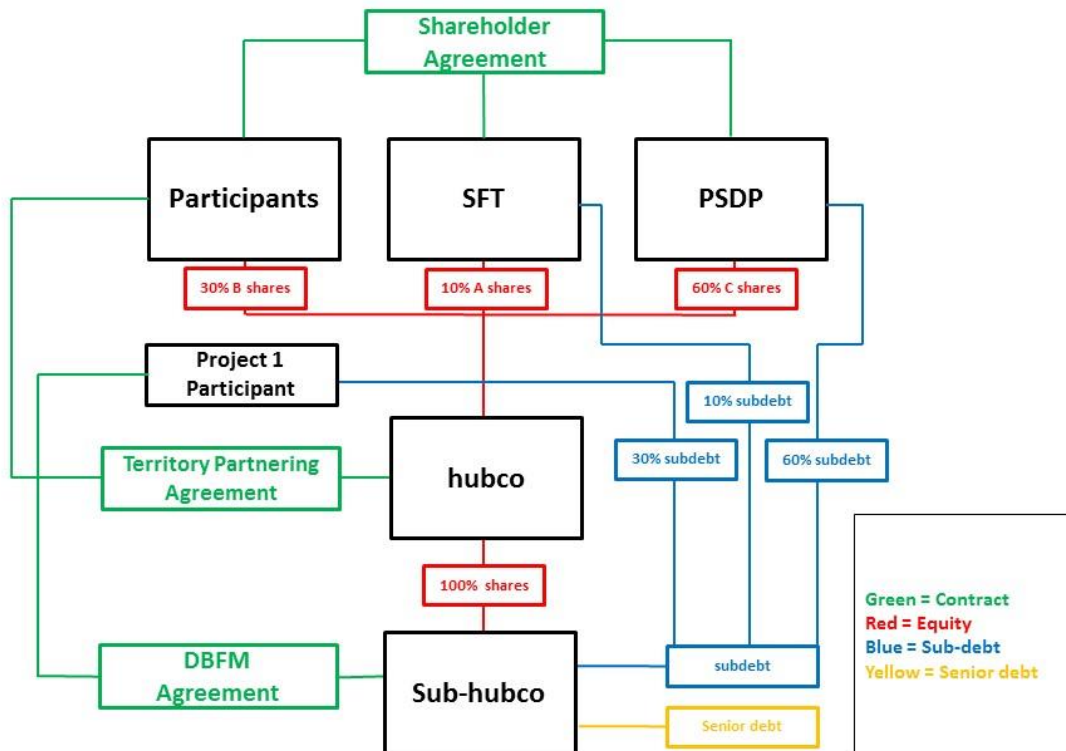 Shareholder
Agreement
Participants
SFT
PSDP
30% B shares
10% A shares
60% C shares
Project 1
Participant
10% subdebt
Territory Partnering
Agreement
hubco
30% subdebt
60% subdebt
100% shares
Green = Contract
Red = Equity
Blue = Sub-debt
Yellow = Senior debt
DBFM
Agreement
Sub-hubco
subdebt
Senior debt